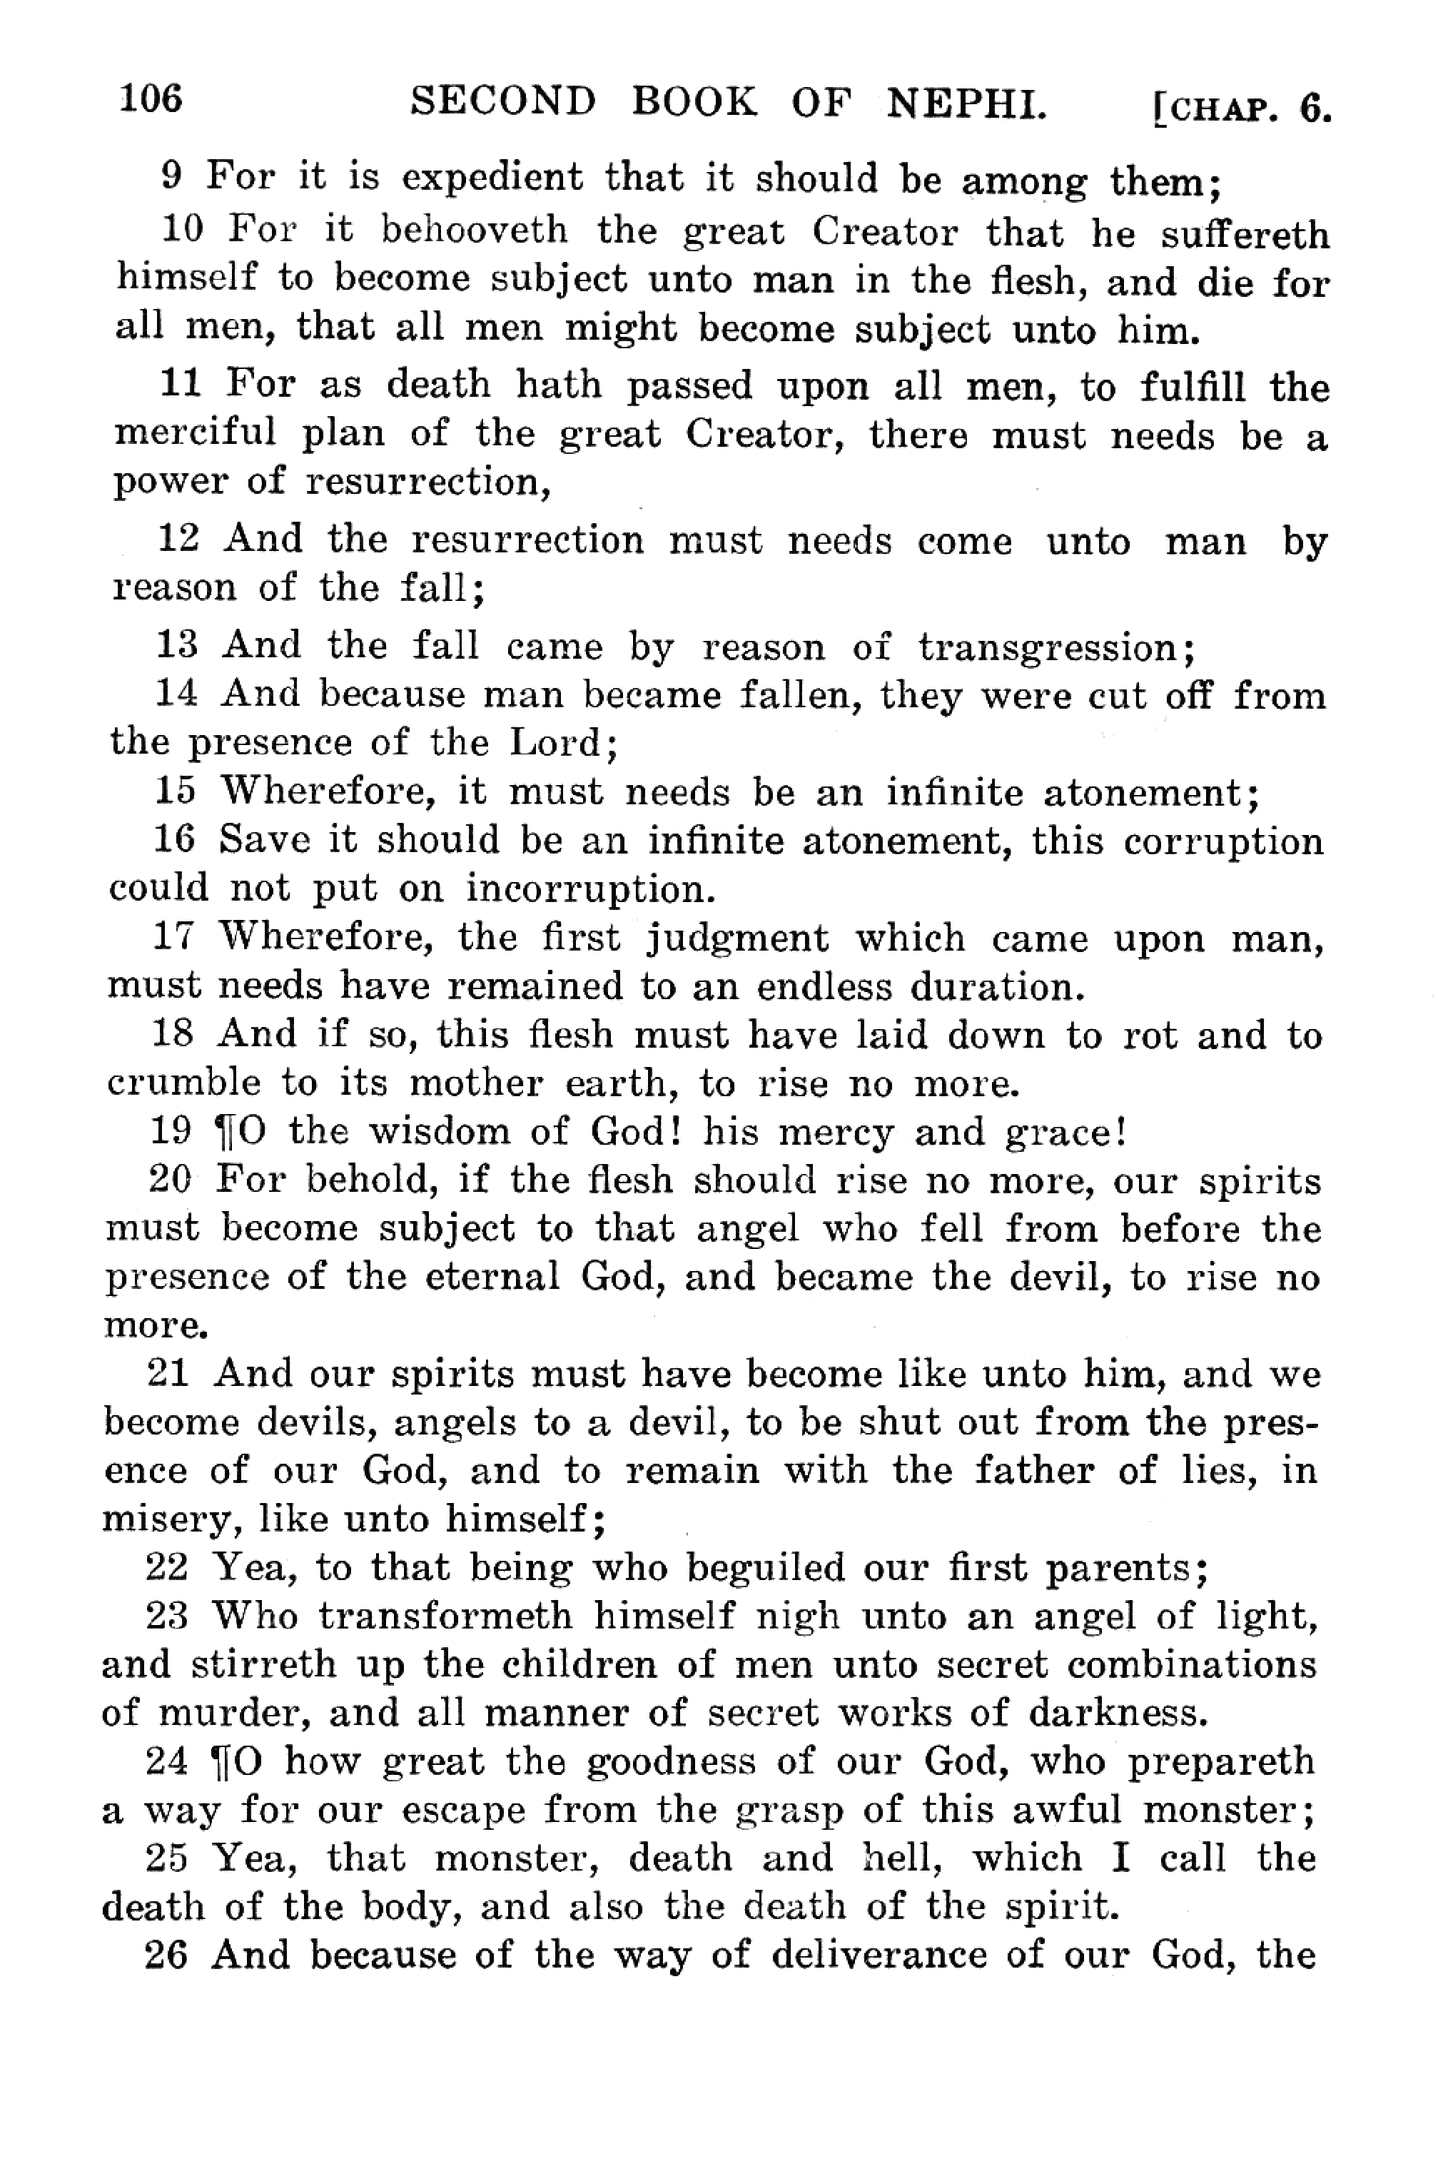 106 SECOND BOOK OF NEPHI. [CHAP. 6.
9 For it is expedient that it should be among them;
10 For it behooveth the great Creator that he suffereth
himself to become subject unto man in the flesh, and die for
all men, that all men might become subject unto him.
11 For as death hath passed upon all men, to fulfill the
merciful plan of the great Creator, there must needs be a
power of resurrection,
12 And the resurrection must needs come unto man by
reason of the fall;
13 And the fall came by reason of transgression;
14 And because man became fallen, they were cut off from
the presence of the Lord;
15 Wherefore, it must needs be an infinite atonement;
16 Save it should be an infinite atonement, this corruption
could not put on incorruption.
17 Wherefore, the first judgment which came upon man,
must needs have remained to an endless duration.
18 And if so, this flesh must have laid down to rot and to
crumble to its mother earth, to rise no more.
19 ¶O the wisdom of God! his mercy and grace!
20 For behold, if the flesh should rise no more, our spirits
must become subject to that angel who fell from before the
presence of the eternal God, and became the devil, to rise no
more.
21 And our spirits must have become like unto him, and we
become devils, angels to a devil, to be shut out from the pres-
ence of our God, and to remain with the father of lies, in
misery, like unto himself;
22 Yea, to that being who beguiled our first parents;
23 Who transformeth himself nigh unto an angel of light,
and stirreth up the children of men unto secret combinations
of murder, and all manner of secret works of darkness.
24 ¶O how great the goodness of our God, who prepareth
a way for our escape from the grasp of this awful monster;
25 Yea, that monster, death and hell, which I call the
death of the body, and also the death of the spirit.
26 And because of the way of deliverance of our God, the